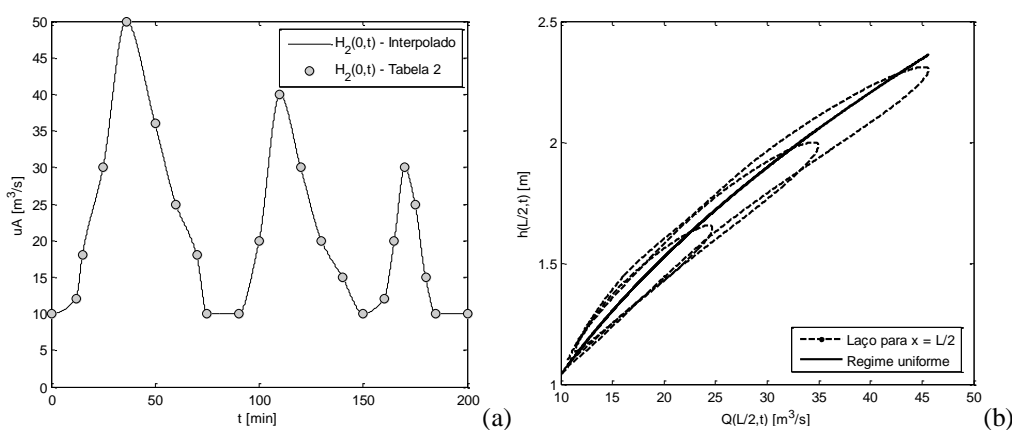 50
45
40
35
30
25
20
15
10
5
0
uA [m³/s]
0
50
100
150
200
t [min]
H₂(0,t) - Interpolado
H₂(0,t) - Tabela 2
(a)
2.5
2
1.5
1
h(L/2,t) [m]
10
15
20
25
30
35
40
45
50
Q(L/2,t) [m³/s]
Laço para x = L/2
Regime uniforme
(b)